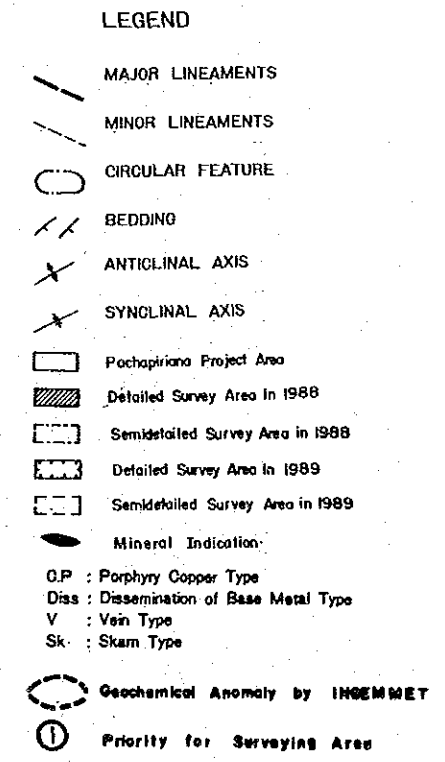 LEGEND
MAJOR LINEAMENTS
MINOR LINEAMENTS
CIRCULAR FEATURE
BEDDING
ANTICLINAL AXIS
SYNCLINAL AXIS
Pachapiriana Project Area
Detailed Survey Area in 1988
Semidetailed Survey Area in 1988
Detailed Survey Area in 1989
Semidetailed Survey Area in 1989
Mineral Indication
C.P : Porphyry Copper Type
Diss : Dissemination of Base Metal Type
V : Vein Type
Sk : Skarn Type
Geochemical Anomaly by INGEMMET
1 Priority for Surveying Area